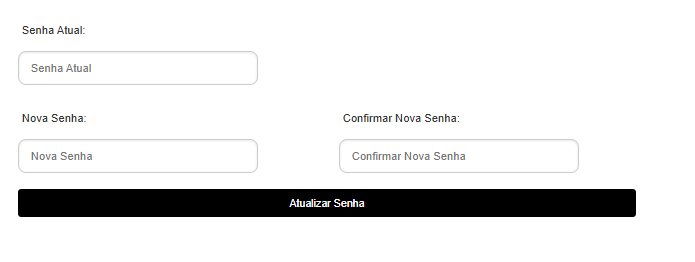 Senha Atual:
Senha Atual
Nova Senha:
Confirmar Nova Senha:
Nova Senha
Confirmar Nova Senha
Atualizar Senha